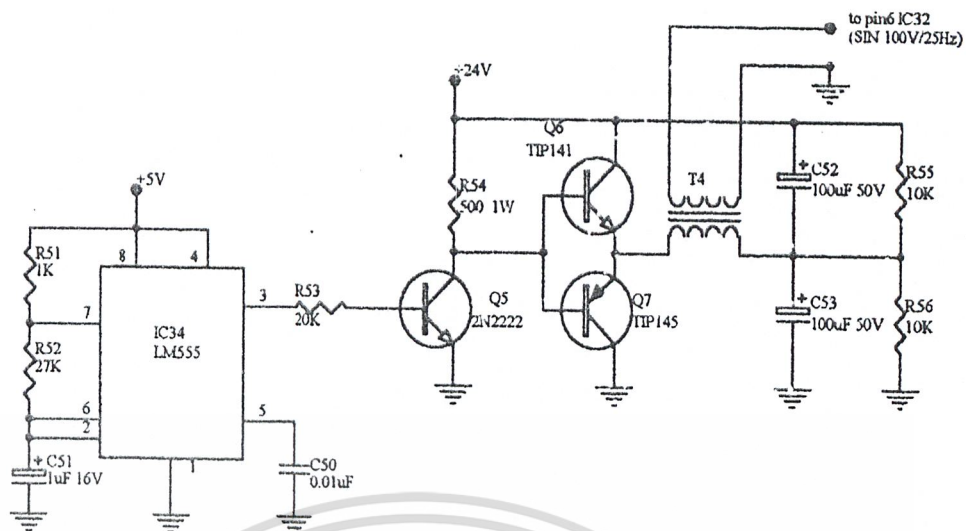 to pin6 IC32
(SIN 100V/25Hz)
+24V
Q6
TIP141
+5V
R54
500 1W
T4
+
C52
100uF 50V
R55
10K
R51
1K
8
4
7
3
R53
20K
Q5
2N2222
Q7
TIP145
+
C53
100uF 50V
R56
10K
IC34
LM555
R52
27K
6
2
5
1
+
C51
1uF 16V
C50
0.01uF